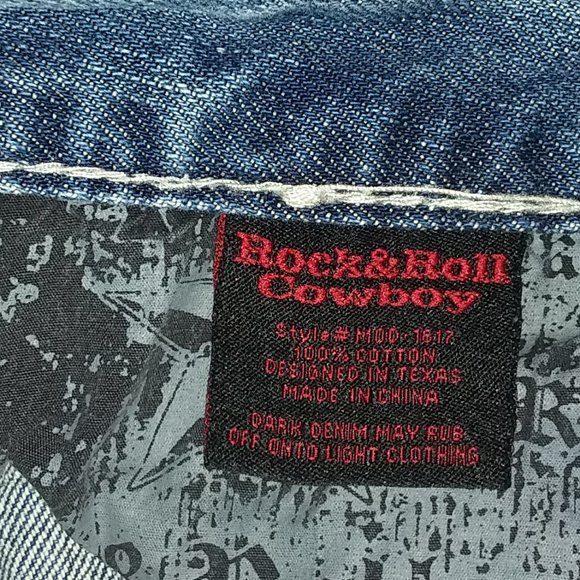 Rock&Roll
Cowboy
Style# MOD-1617
100% COTTON
DESIGNED IN TEXAS
MADE IN CHINA
DARK DENIM MAY RUB
OFF ONTO LIGHT CLOTHING